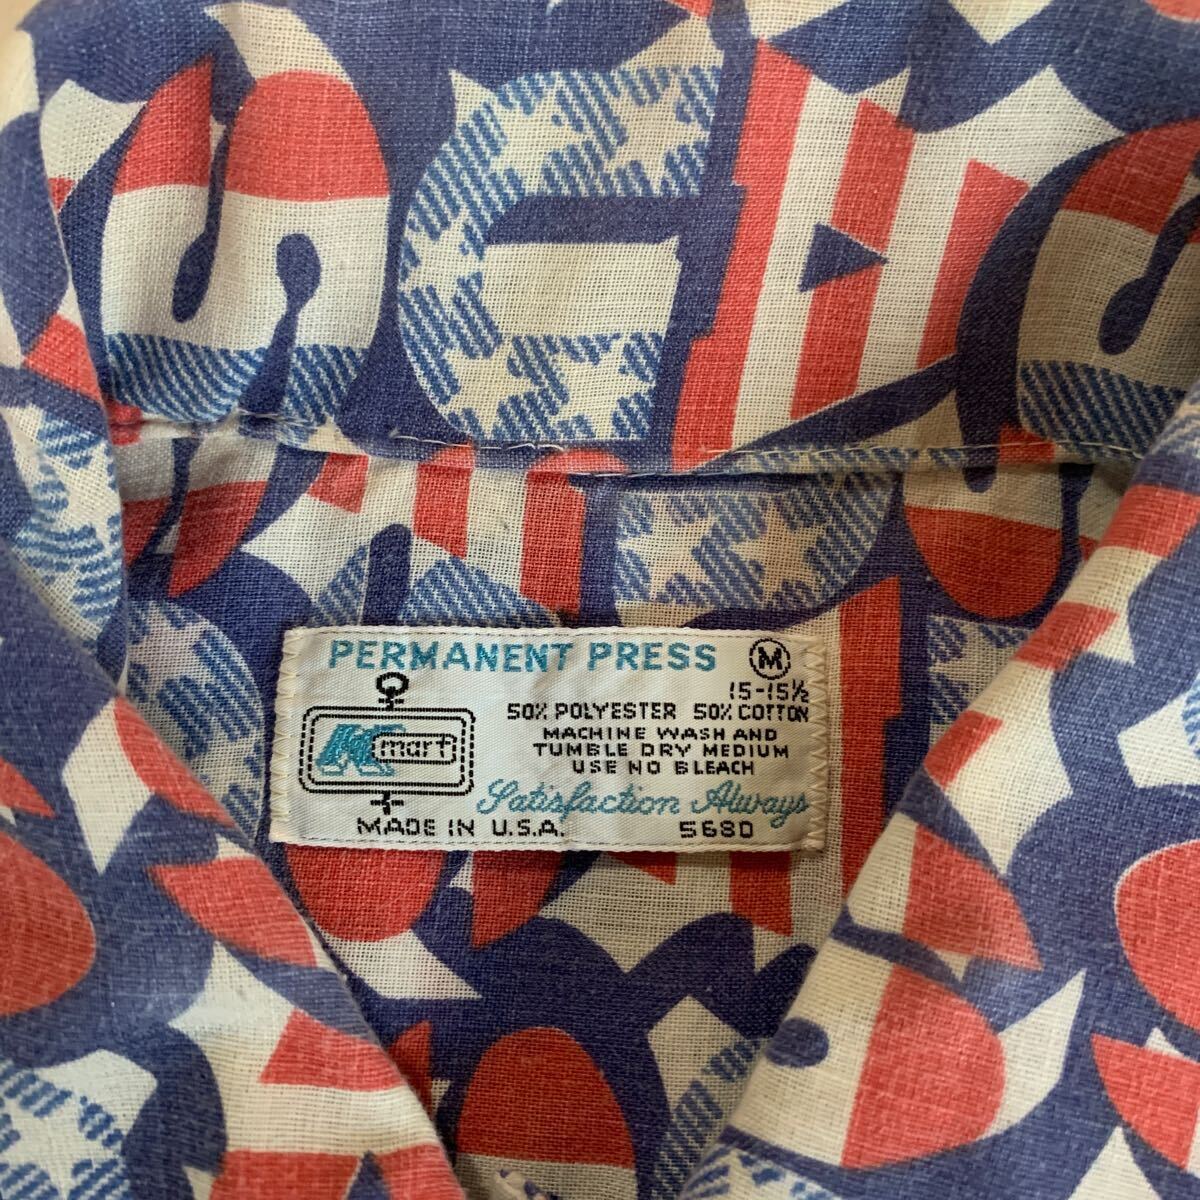 USA
PERMANENT PRESS M
15-15½
50% POLYESTER 50% COTTON
MACHINE WASH AND
TUMBLE DRY MEDIUM
USE NO BLEACH
Kmart
Satisfaction Always
MADE IN U.S.A. 5680